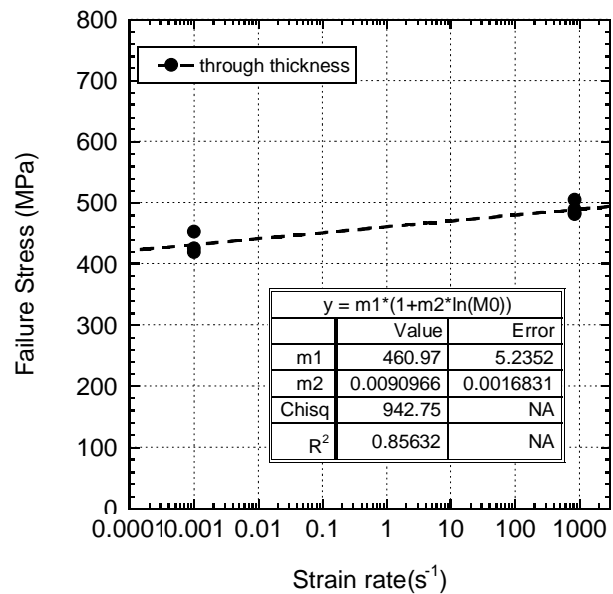 800
700
600
500
400
300
200
100
0
Failure Stress (MPa)
through thickness
y = m1*(1+m2*ln(M0))
Value Error
m1 460.97 5.2352
m2 0.0090966 0.0016831
Chisq 942.75 NA
R² 0.85632 NA
0.0001 0.001 0.01 0.1 1 10 100 1000
Strain rate(s⁻¹)